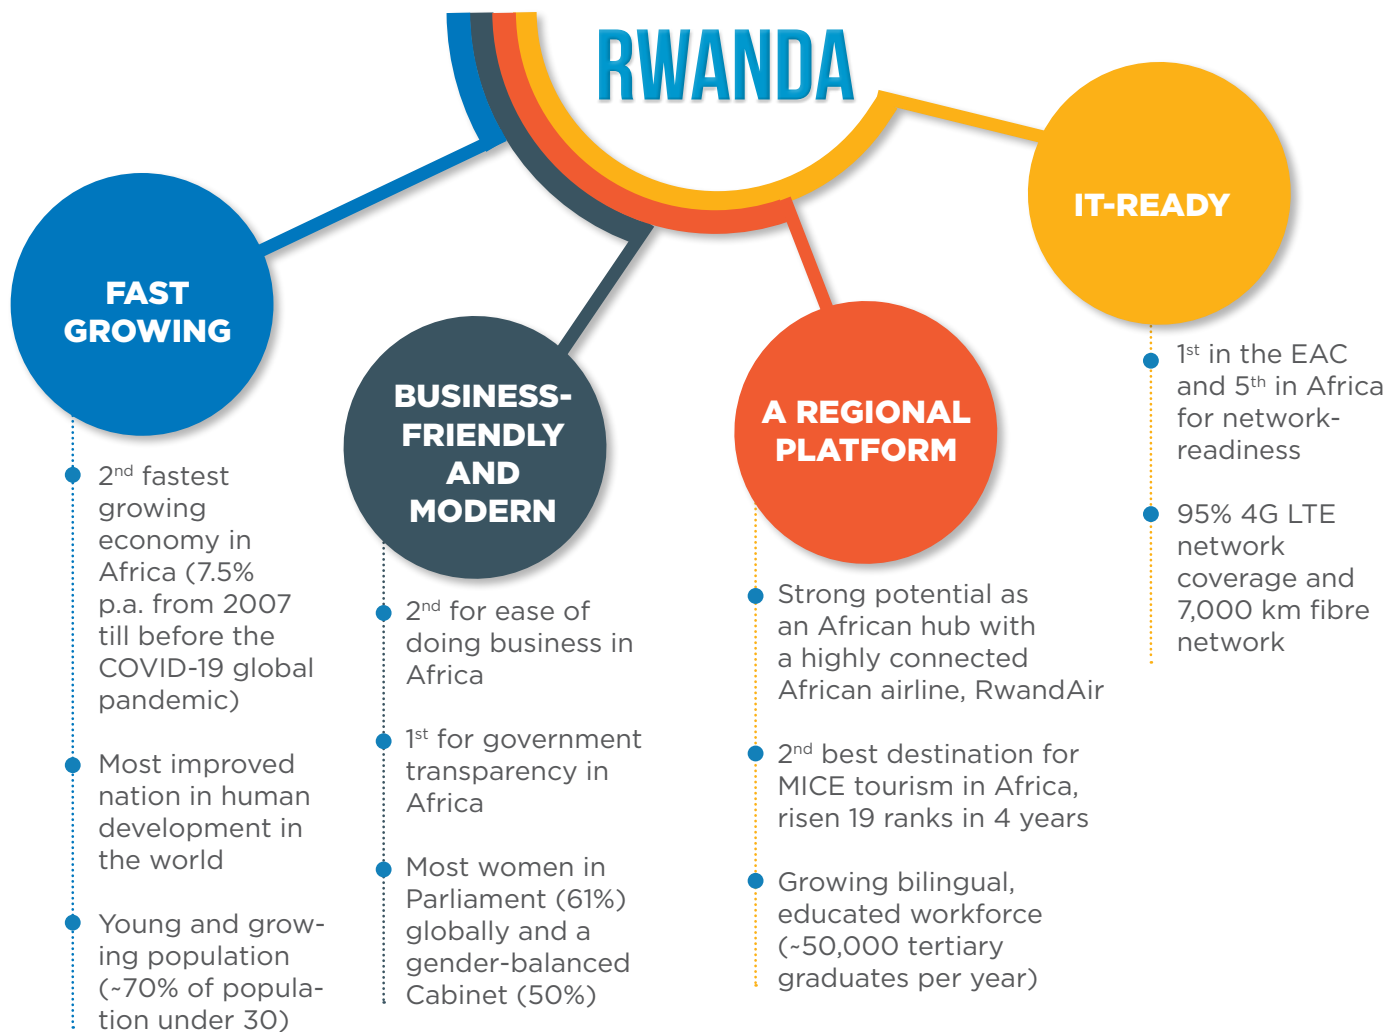 RWANDA
FAST
GROWING
2nd fastest
growing
economy in
Africa (7.5%
p.a. from 2007
till before the
COVID-19 global
pandemic)
Most improved
nation in human
development in
the world
Young and grow-
ing population
(~70% of popula-
tion under 30)
BUSINESS-
FRIENDLY
AND
MODERN
2nd for ease of
doing business in
Africa
1st for government
transparency in
Africa
Most women in
Parliament (61%)
globally and a
gender-balanced
Cabinet (50%)
A REGIONAL
PLATFORM
Strong potential as
an African hub with
a highly connected
African airline, RwandAir
2nd best destination for
MICE tourism in Africa,
risen 19 ranks in 4 years
Growing bilingual,
educated workforce
(~50,000 tertiary
graduates per year)
IT-READY
1st in the EAC
and 5th in Africa
for network-
readiness
95% 4G LTE
network
coverage and
7,000 km fibre
network